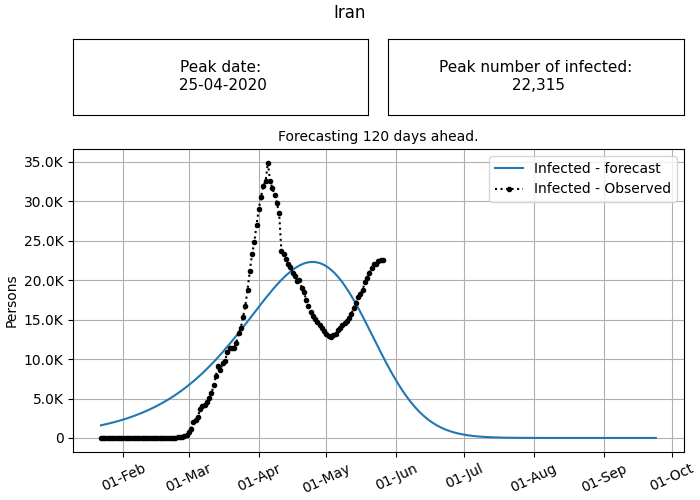 Iran
Peak date:
25-04-2020
Peak number of infected:
22,315
Forecasting 120 days ahead.
35.0K
30.0K
25.0K
20.0K
15.0K
10.0K
5.0K
0
Persons
Infected - forecast
Infected - Observed
01-Feb
01-Mar
01-Apr
01-May
01-Jun
01-Jul
01-Aug
01-Sep
01-Oct